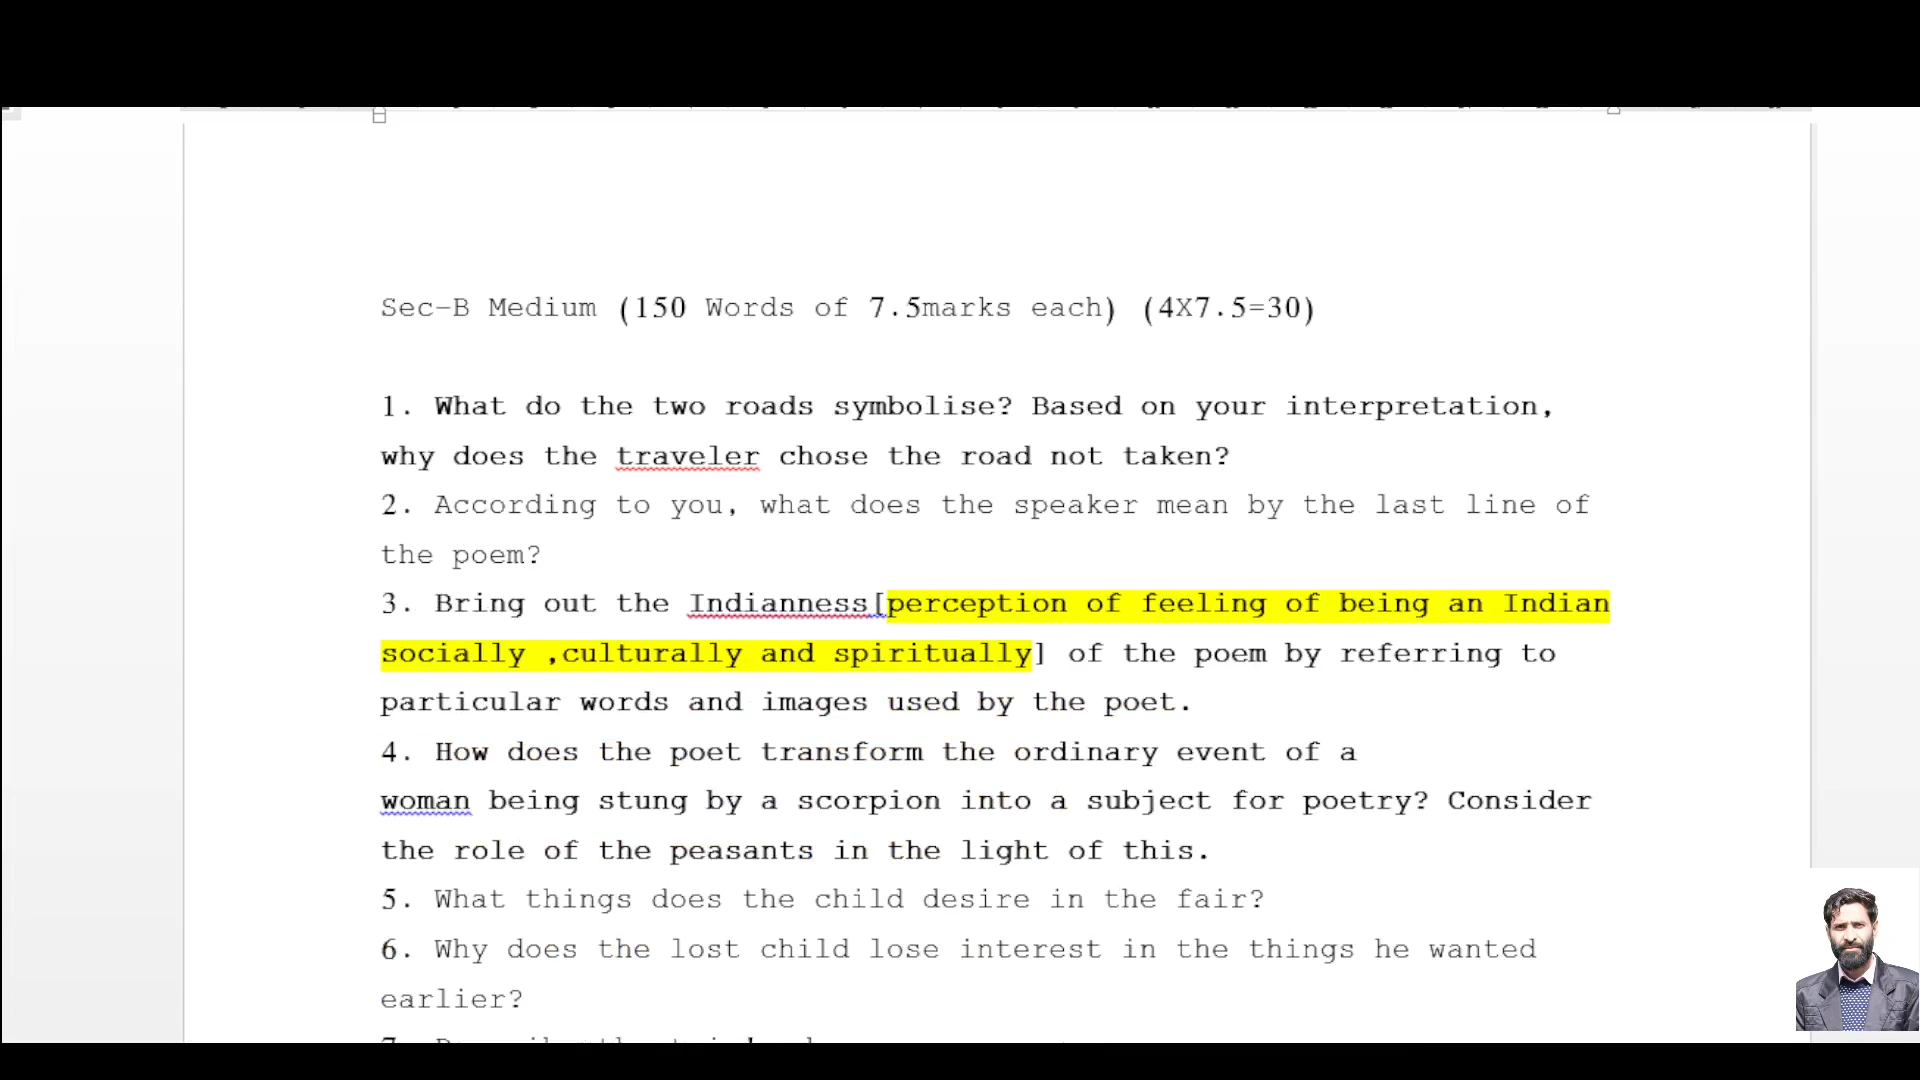 Sec-B Medium (150 Words of 7.5marks each) (4X7.5=30)
1. What do the two roads symbolise? Based on your interpretation,
why does the traveler chose the road not taken?
2. According to you, what does the speaker mean by the last line of
the poem?
3. Bring out the Indianness[perception of feeling of being an Indian
socially ,culturally and spiritually] of the poem by referring to
particular words and images used by the poet.
4. How does the poet transform the ordinary event of a
woman being stung by a scorpion into a subject for poetry? Consider
the role of the peasants in the light of this.
5. What things does the child desire in the fair?
6. Why does the lost child lose interest in the things he wanted
earlier?